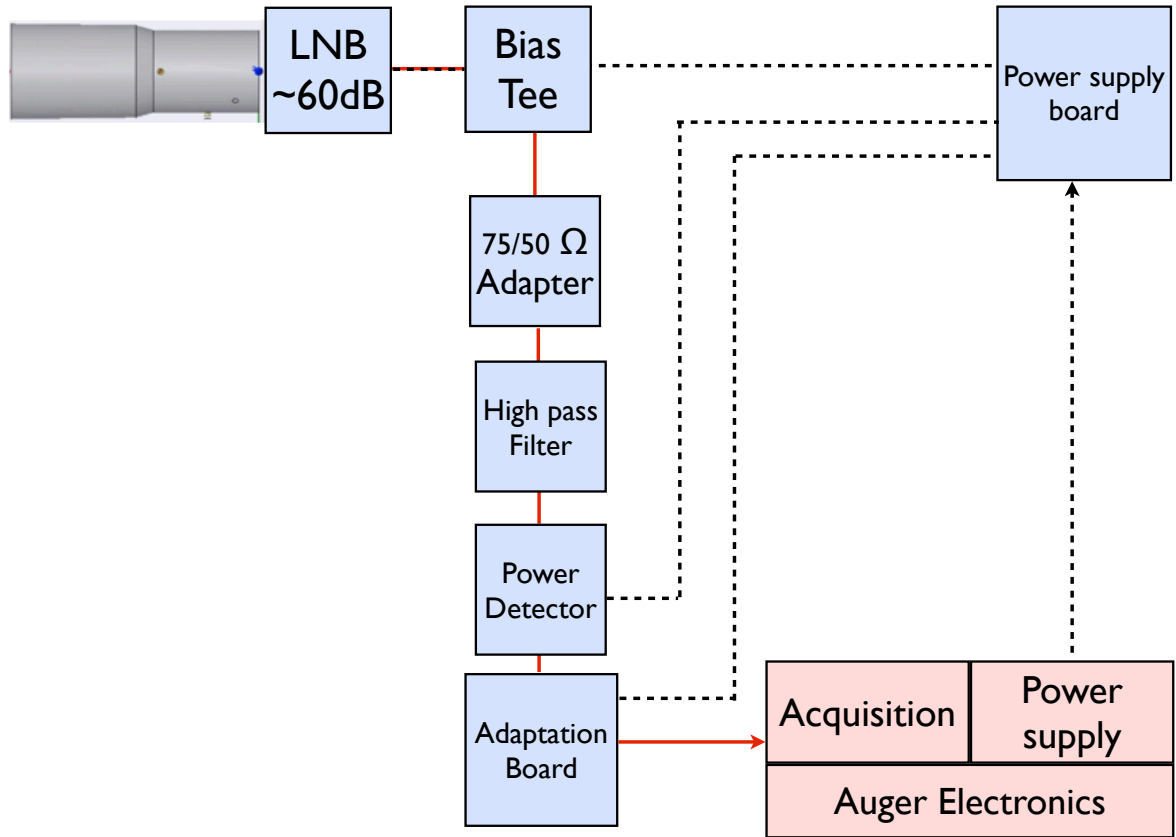 LNB
~60dB
Bias
Tee
Power supply
board
75/50 Ω
Adapter
High pass
Filter
Power
Detector
Adaptation
Board
Acquisition
Power
supply
Auger Electronics